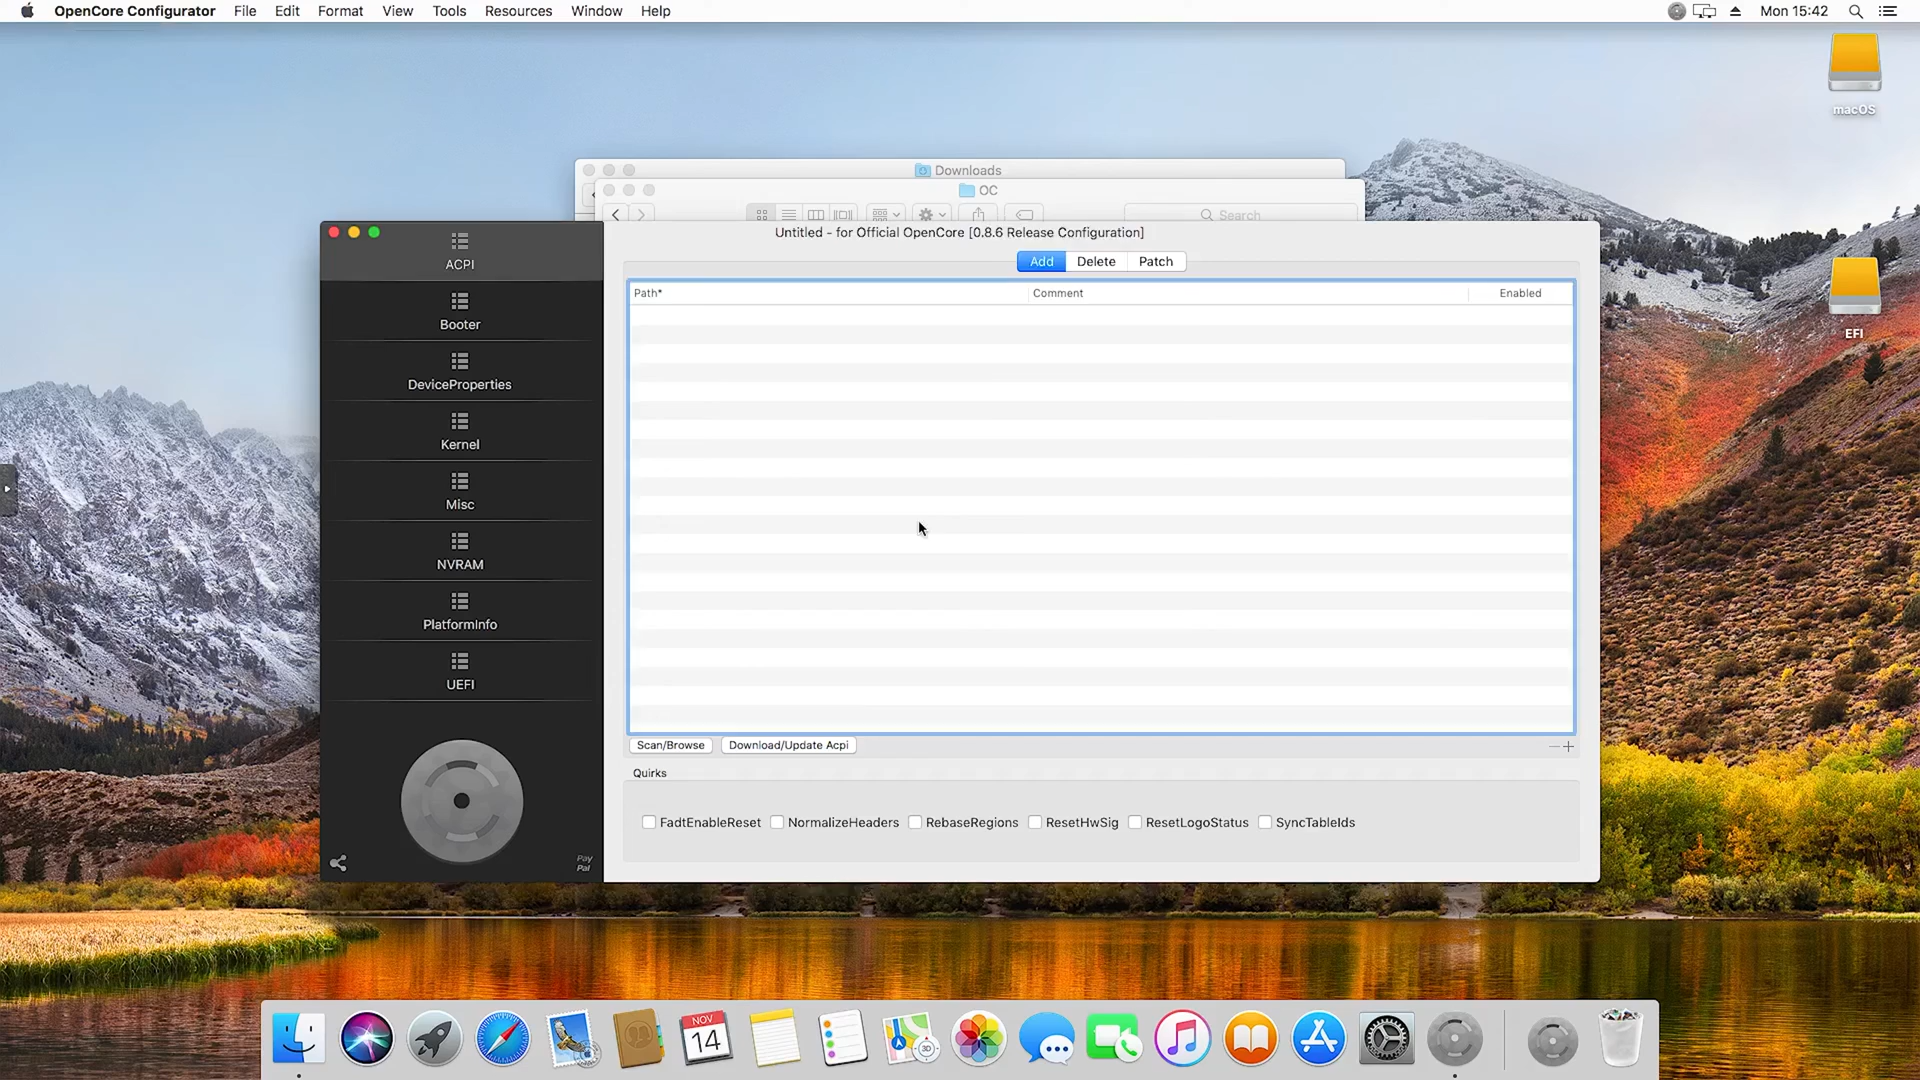 OpenCore Configurator File Edit Format View Tools Resources Window Help Mon 15:42
macOS
EFI
Downloads
OC
Search
Untitled - for Official OpenCore [0.8.6 Release Configuration]
ACPI
Booter
DeviceProperties
Kernel
Misc
NVRAM
PlatformInfo
UEFI
Pay
Pal
Add Delete Patch
Path* Comment Enabled
Scan/Browse Download/Update Acpi
Quirks
FadtEnableReset NormalizeHeaders RebaseRegions ResetHwSig ResetLogoStatus SyncTableIds
NOV
14
3D